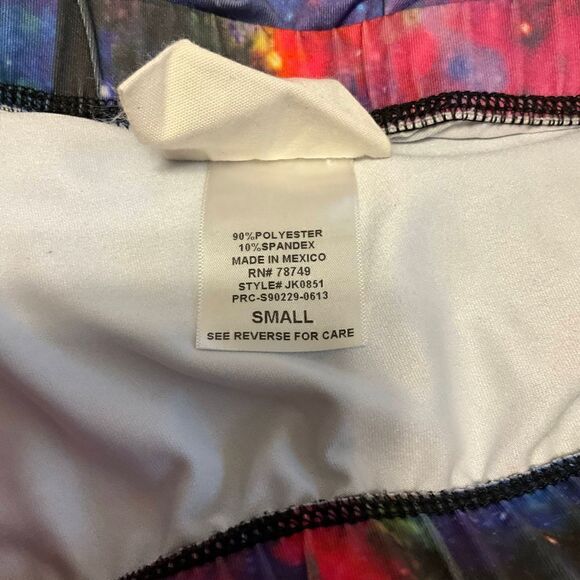 90%POLYESTER
10%SPANDEX
MADE IN MEXICO
RN# 78749
STYLE# JK0851
PRC-S90229-0613
SMALL
SEE REVERSE FOR CARE